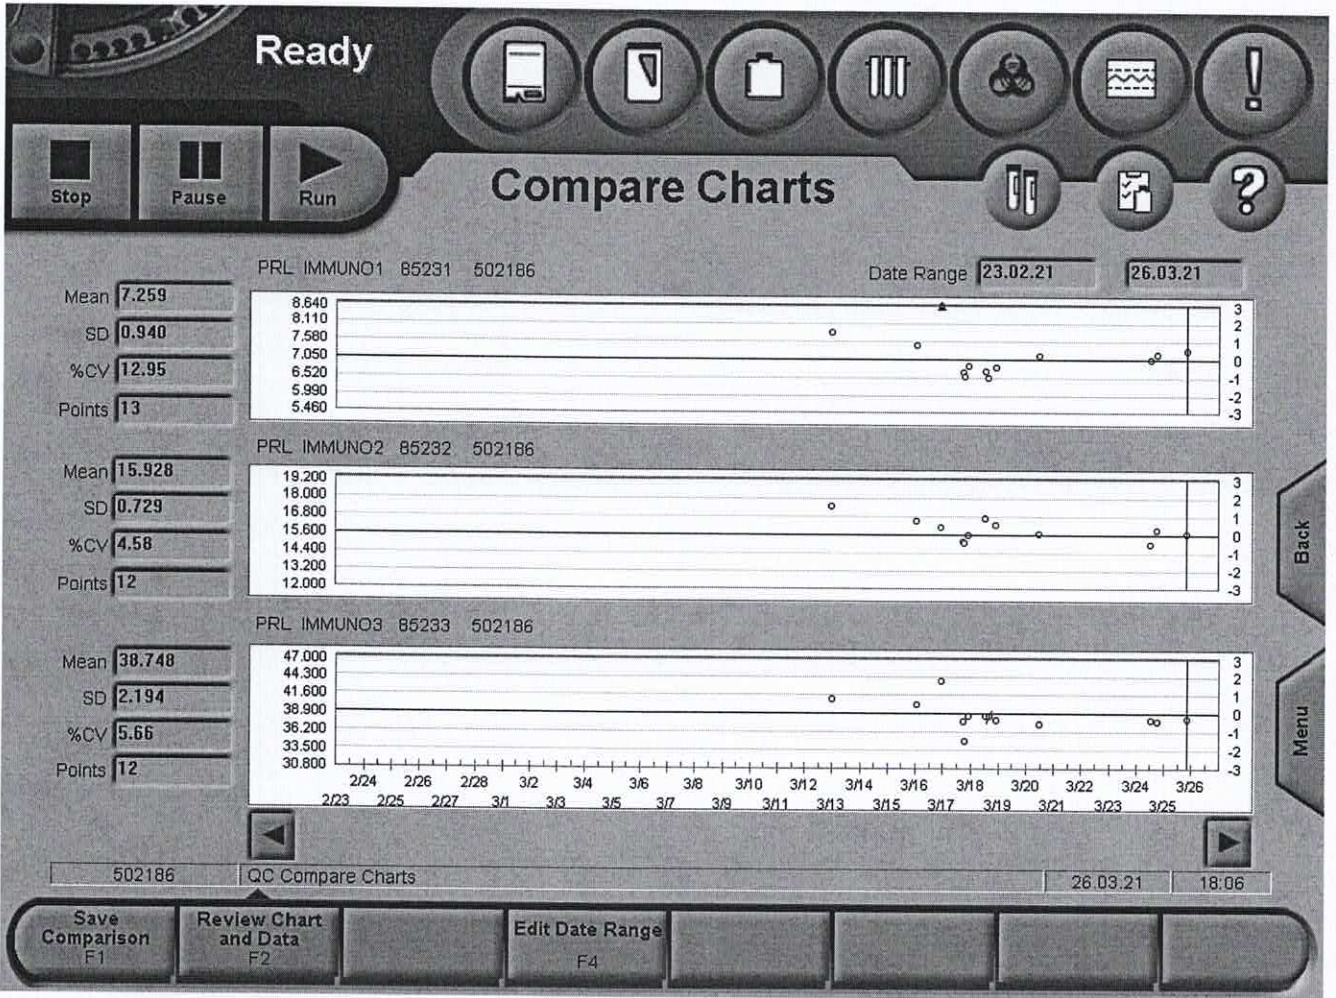 Ready
Stop
Pause
Run
Compare Charts
PRL IMMUNO1 85231 502186
Date Range 23.02.21 26.03.21
Mean 7.259
SD 0.940
%CV 12.95
Points 13
8.640
8.110
7.580
7.050
6.520
5.990
5.460
3
2
1
0
-1
-2
-3
PRL IMMUNO2 85232 502186
Mean 15.928
SD 0.729
%CV 4.58
Points 12
19.200
18.000
16.800
15.600
14.400
13.200
12.000
3
2
1
0
-1
-2
-3
Back
PRL IMMUNO3 85233 502186
Mean 38.748
SD 2.194
%CV 5.66
Points 12
47.000
44.300
41.600
38.900
36.200
33.500
30.800
3
2
1
0
-1
-2
-3
Menu
2/24 2/26 2/28 3/2 3/4 3/6 3/8 3/10 3/12 3/14 3/16 3/18 3/20 3/22 3/24 3/26
2/23 2/25 2/27 3/1 3/3 3/5 3/7 3/9 3/11 3/13 3/15 3/17 3/19 3/21 3/23 3/25
502186 QC Compare Charts 26.03.21 18:06
Save Comparison F1
Review Chart and Data F2
Edit Date Range F4